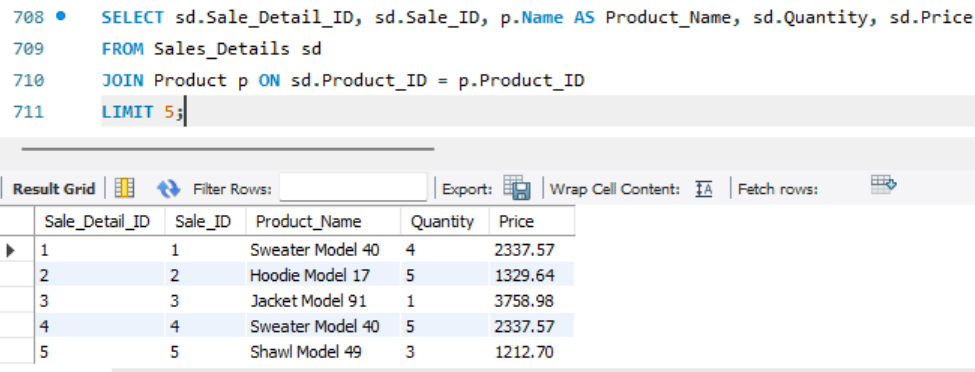 708 SELECT sd.Sale_Detail_ID, sd.Sale_ID, p.Name AS Product_Name, sd.Quantity, sd.Price
709 FROM Sales_Details sd
710 JOIN Product p ON sd.Product_ID = p.Product_ID
711 LIMIT 5;
Result Grid Filter Rows: Export: Wrap Cell Content: IA Fetch rows:
Sale_Detail_ID Sale_ID Product_Name Quantity Price
1 1 Sweater Model 40 4 2337.57
2 2 Hoodie Model 17 5 1329.64
3 3 Jacket Model 91 1 3758.98
4 4 Sweater Model 40 5 2337.57
5 5 Shawl Model 49 3 1212.70